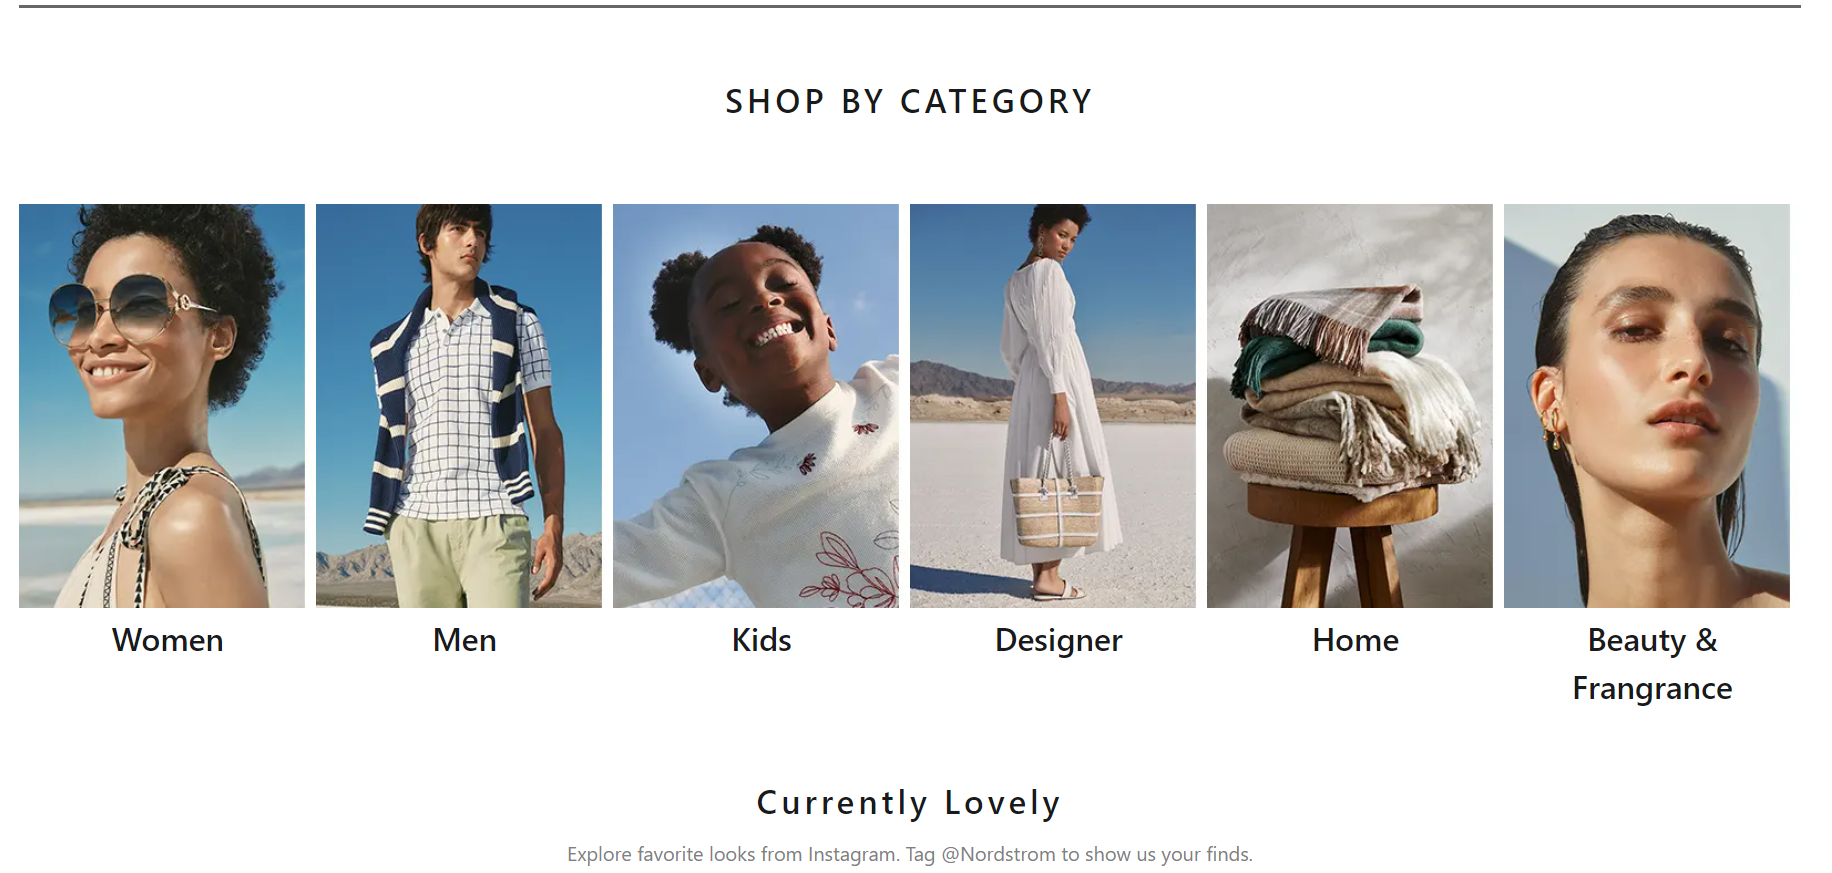 SHOP BY CATEGORY
Women
Men
Kids
Designer
Home
Beauty &
Frangrance
Currently Lovely
Explore favorite looks from Instagram. Tag @Nordstrom to show us your finds.